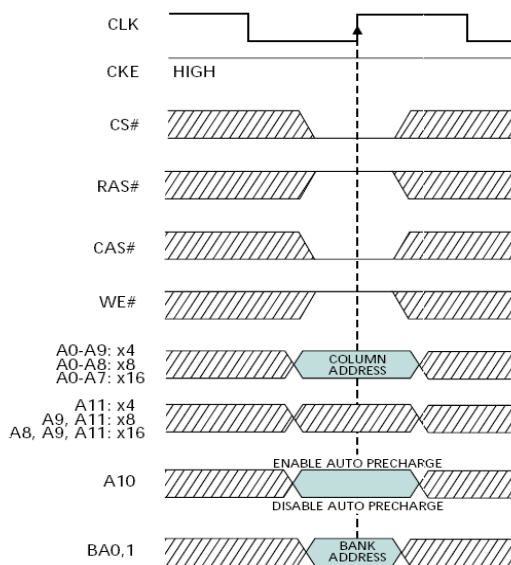 CLK
CKE HIGH
CS#
RAS#
CAS#
WE#
A0-A9: x4
A0-A8: x8
A0-A7: x16
COLUMN
ADDRESS
A11: x4
A9, A11: x8
A8, A9, A11: x16
ENABLE AUTO PRECHARGE
A10
DISABLE AUTO PRECHARGE
BA0,1
BANK
ADDRESS